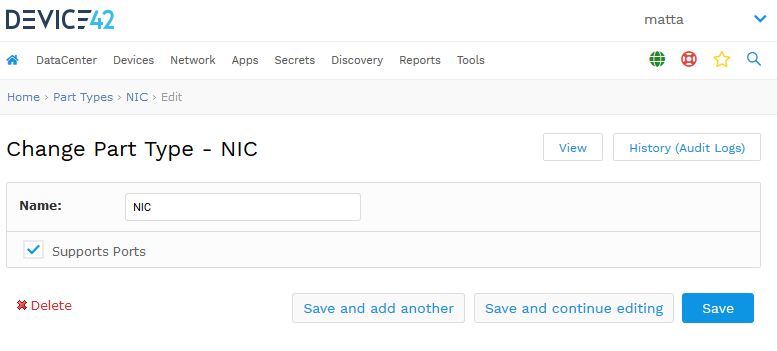 DEVICE42
matta
DataCenter Devices Network Apps Secrets Discovery Reports Tools
Home › Part Types › NIC › Edit
Change Part Type - NIC
View
History (Audit Logs)
Name:
NIC
Supports Ports
Delete
Save and add another
Save and continue editing
Save